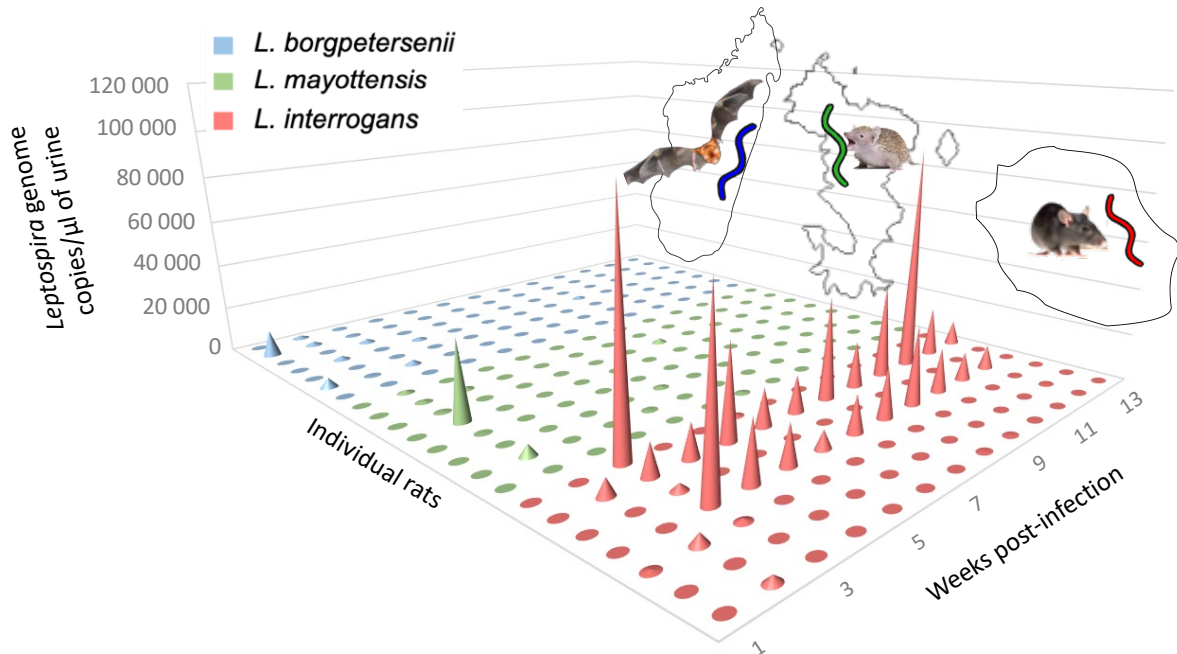 L. borgpetersenii
L. mayottensis
L. interrogans
120 000
100 000
80 000
60 000
40 000
20 000
0
Leptospira genome
copies/µl of urine
Individual rats
1
3
5
7
9
11
13
Weeks post-infection